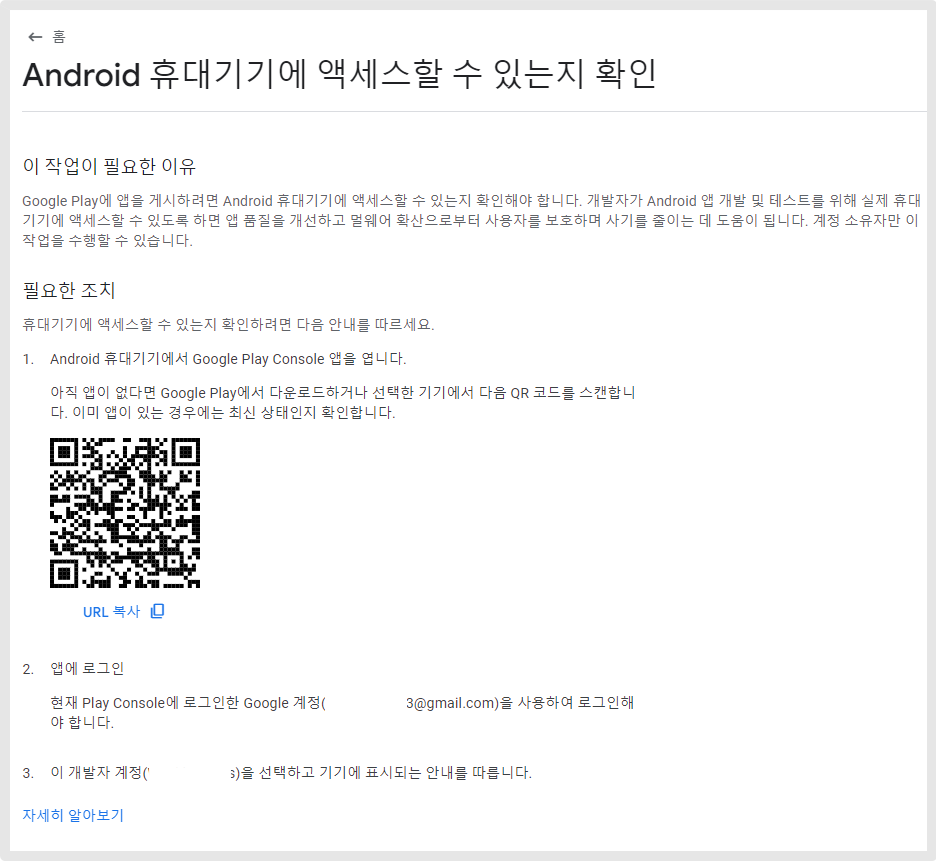 ← 홈
Android 휴대기기에 액세스할 수 있는지 확인
이 작업이 필요한 이유
Google Play에 앱을 게시하려면 Android 휴대기기에 액세스할 수 있는지 확인해야 합니다. 개발자가 Android 앱 개발 및 테스트를 위해 실제 휴대
기기에 액세스할 수 있도록 하면 앱 품질을 개선하고 멀웨어 확산으로부터 사용자를 보호하며 사기를 줄이는 데 도움이 됩니다. 계정 소유자만 이
작업을 수행할 수 있습니다.
필요한 조치
휴대기기에 액세스할 수 있는지 확인하려면 다음 안내를 따르세요.
1. Android 휴대기기에서 Google Play Console 앱을 엽니다.
아직 앱이 없다면 Google Play에서 다운로드하거나 선택한 기기에서 다음 QR 코드를 스캔합니
다. 이미 앱이 있는 경우에는 최신 상태인지 확인합니다.
URL 복사
2. 앱에 로그인
현재 Play Console에 로그인한 Google 계정( 3@gmail.com)을 사용하여 로그인해
야 합니다.
3. 이 개발자 계정(' s)을 선택하고 기기에 표시되는 안내를 따릅니다.
자세히 알아보기